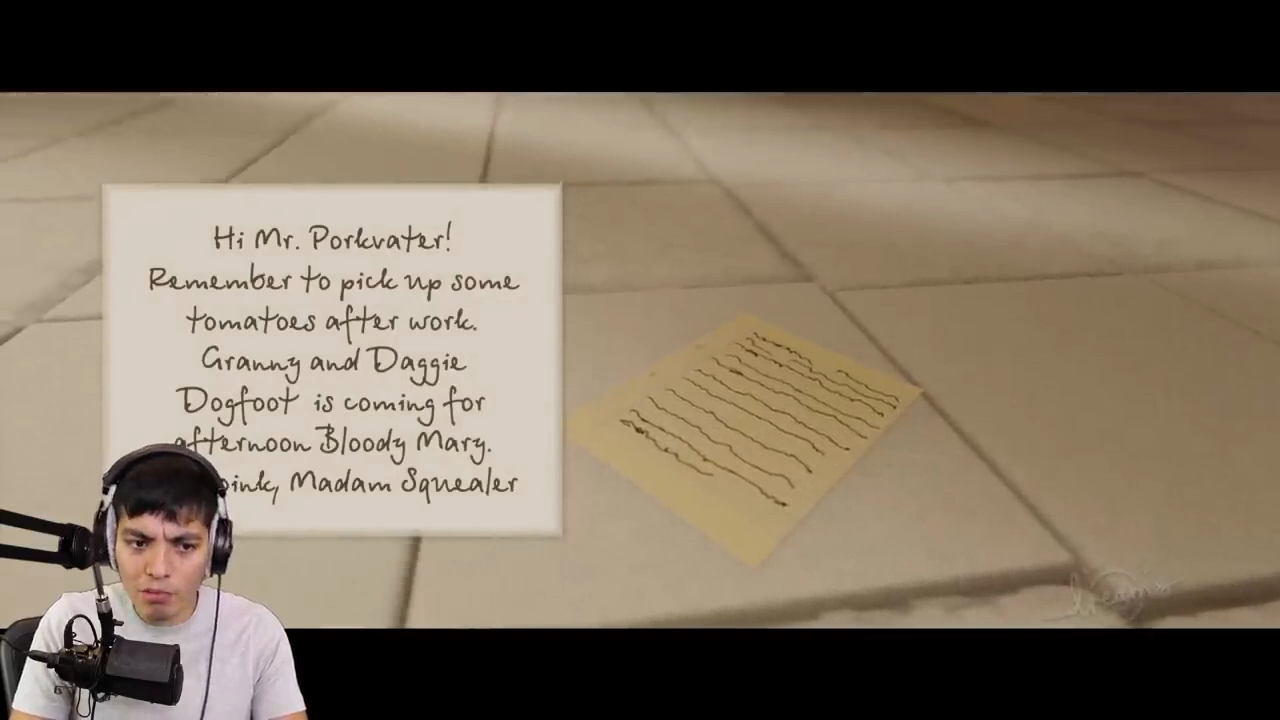 Hi Mr. Porkvater!
Remember to pick up some
tomatoes after work.
Granny and Daggie
Dogfoot is coming for
afternoon Bloody Mary.
Madam Squealer
dreams